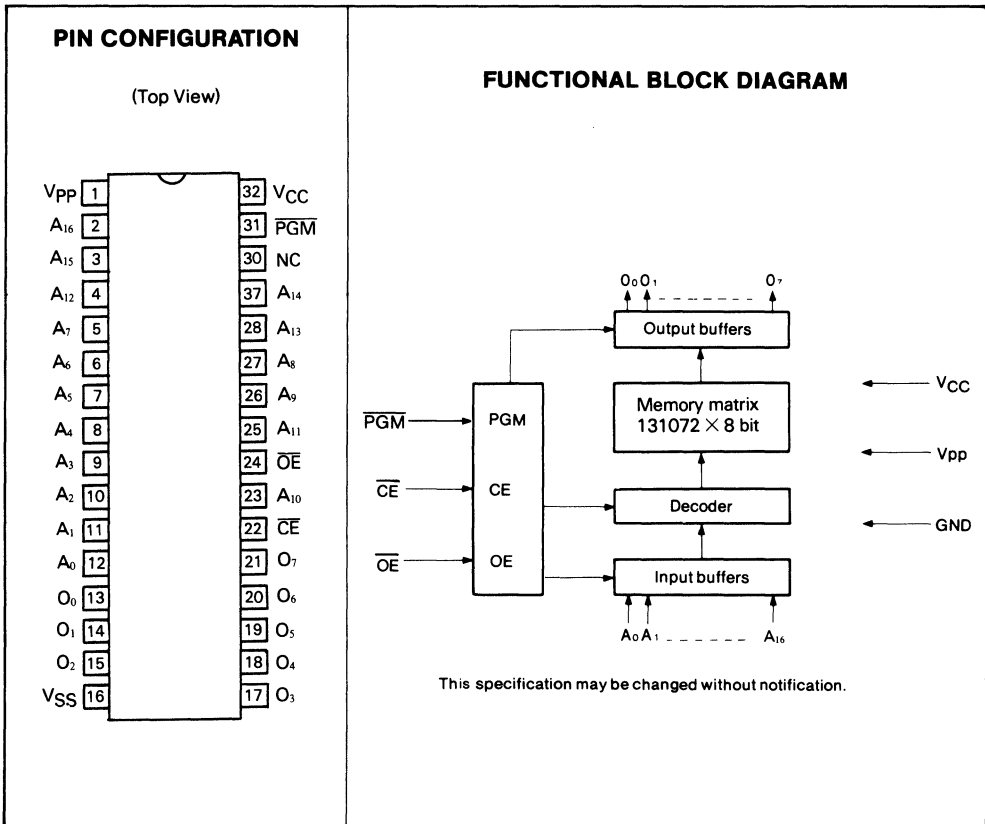 PIN CONFIGURATION
(Top View)
VPP 1
A16 2
A15 3
A12 4
A7 5
A6 6
A5 7
A4 8
A3 9
A2 10
A1 11
A0 12
O0 13
O1 14
O2 15
VSS 16
32 VCC
31 PGM
30 NC
37 A14
28 A13
27 A8
26 A9
25 A11
24 OE
23 A10
22 CE
21 O7
20 O6
19 O5
18 O4
17 O3
FUNCTIONAL BLOCK DIAGRAM
O0 O1 O7
Output buffers
Memory matrix
131072 × 8 bit
Decoder
Input buffers
A0 A1 A16
PGM PGM
CE CE
OE OE
VCC
Vpp
GND
This specification may be changed without notification.